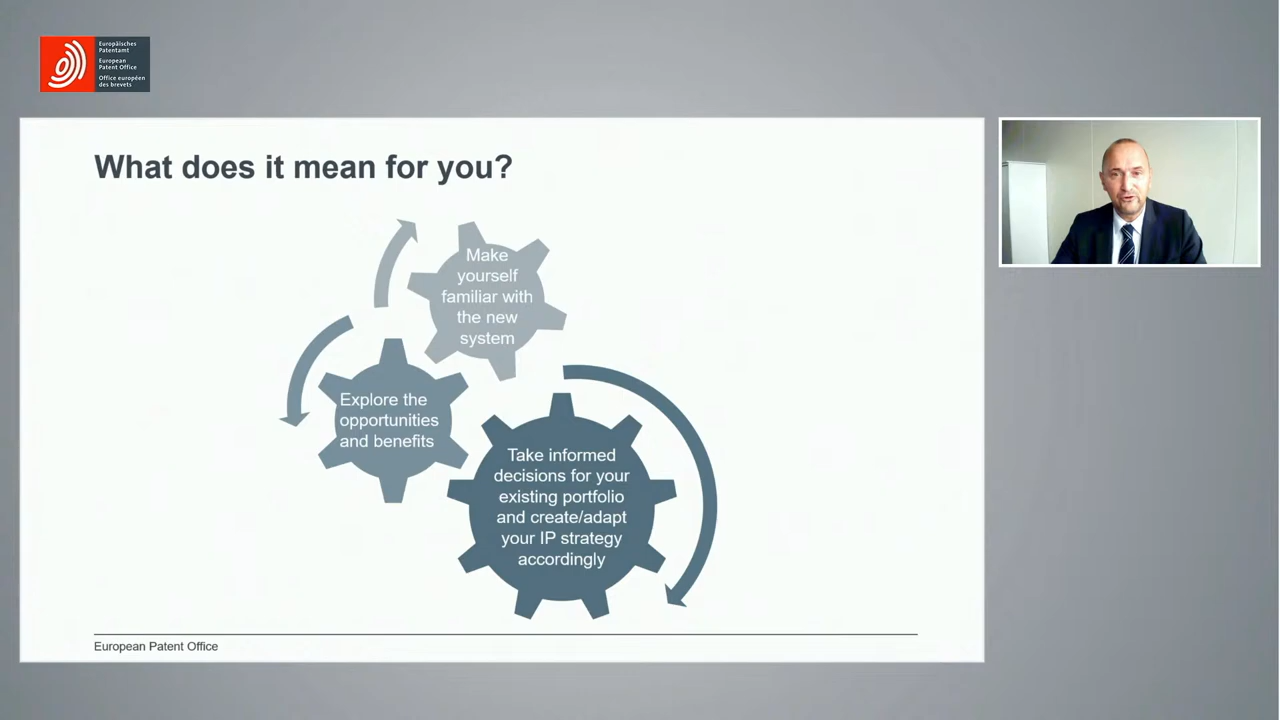 Europäisches
Patentamt
European
Patent Office
Office européen
des brevets
What does it mean for you?
Make
yourself
familiar with
the new
system
Explore the
opportunities
and benefits
Take informed
decisions for your
existing portfolio
and create/adapt
your IP strategy
accordingly
European Patent Office